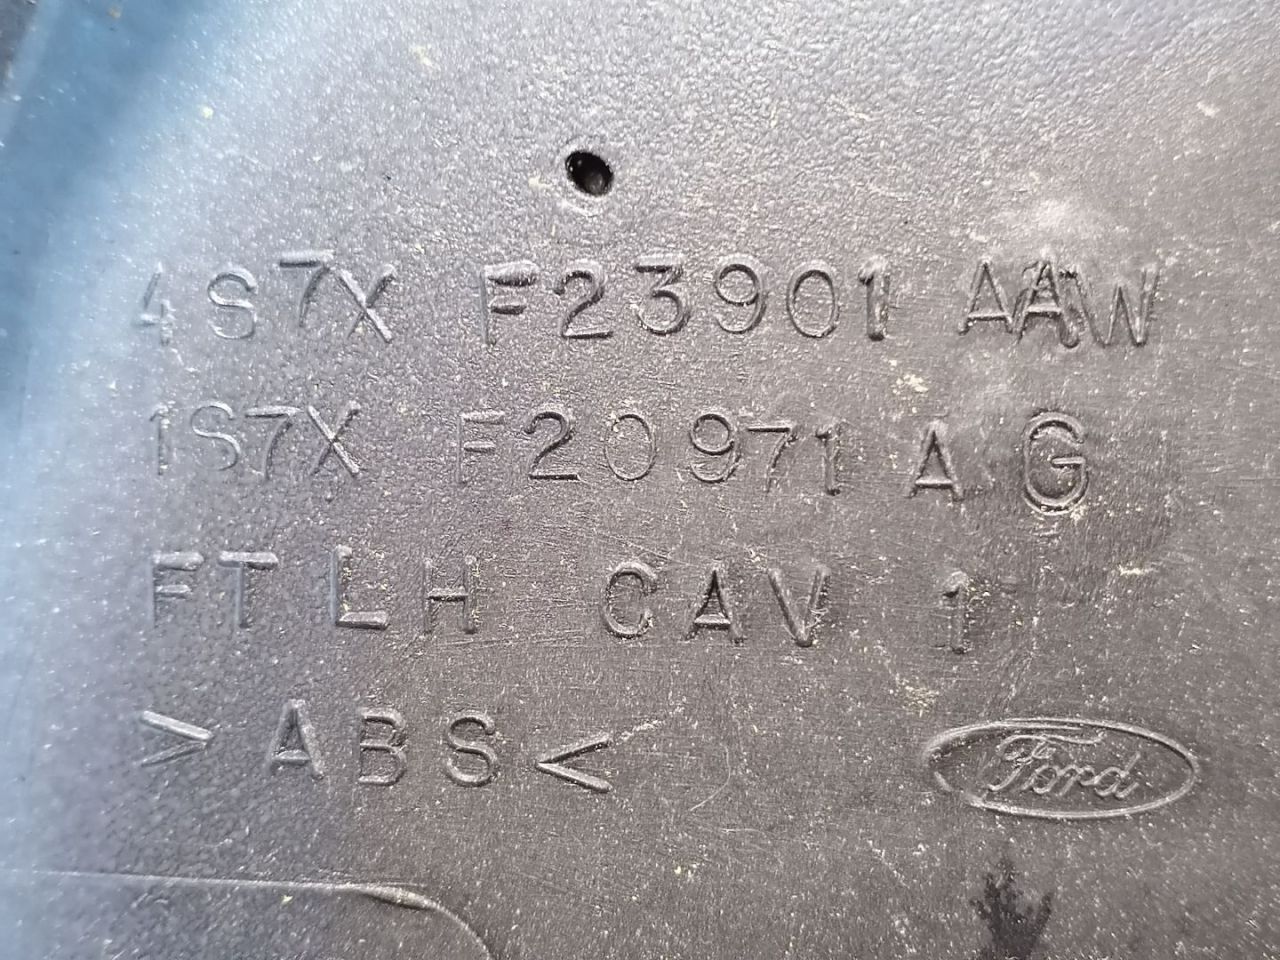 4S7X F23901 AAW
1S7X F20971 A G
FT LH CAV 1
>ABS<
Ford